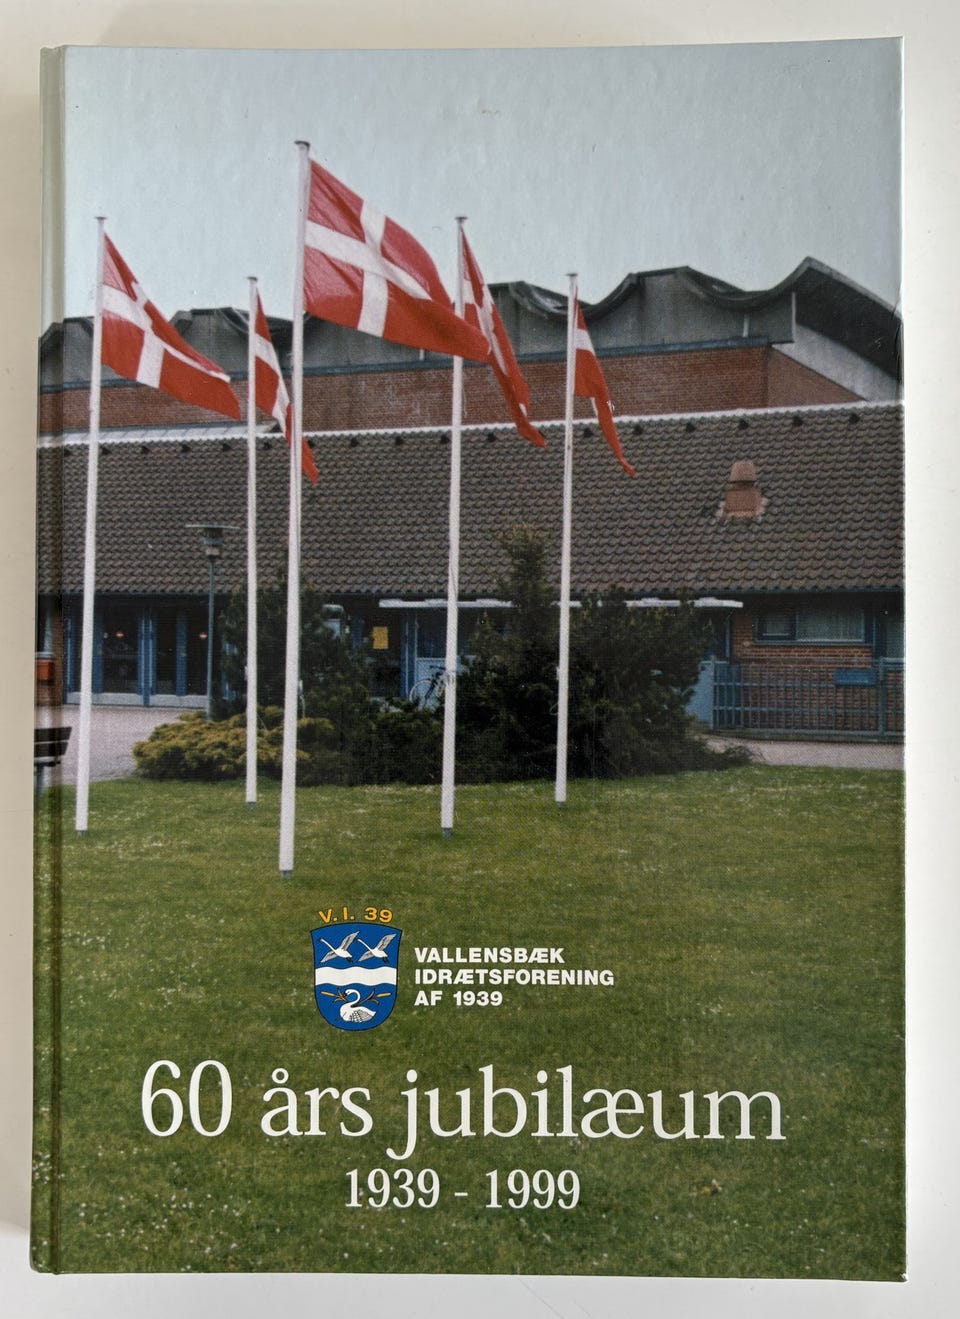 V. I. 39
VALLENSBÆK
IDRÆTSFORENING
AF 1939
60 års jubilæum
1939 - 1999